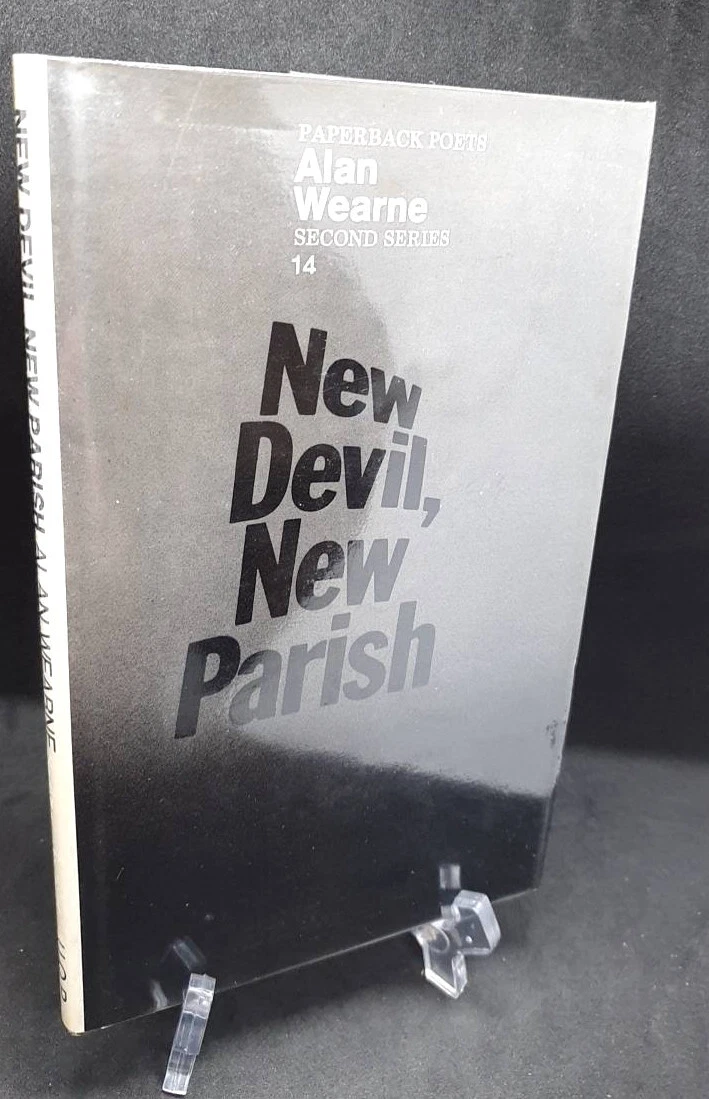 PAPERBACK POETS
Alan
Wearne
SECOND SERIES
14
New
Devil,
New
Parish
NEW DEVIL, NEW PARISH ALAN WEARNE
U.Q.P.